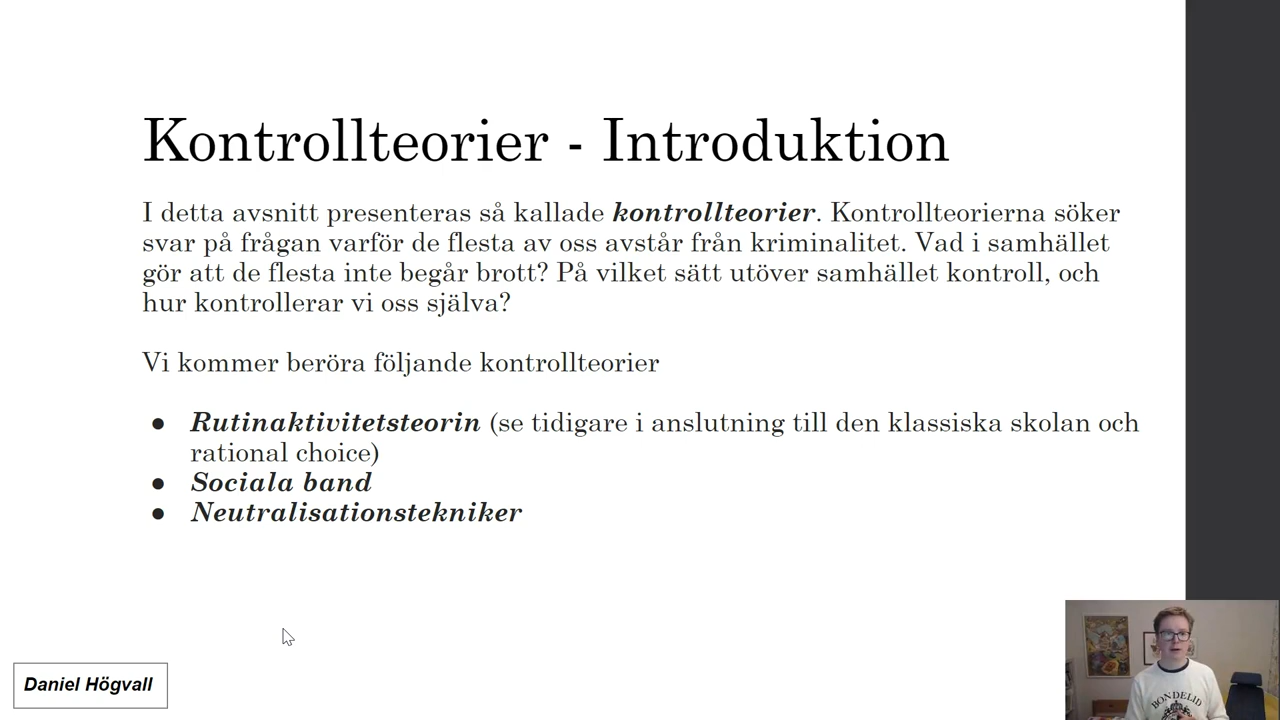 Kontrollteorier - Introduktion
I detta avsnitt presenteras så kallade kontrollteorier. Kontrollteorierna söker
svar på frågan varför de flesta av oss avstår från kriminalitet. Vad i samhället
gör att de flesta inte begår brott? På vilket sätt utöver samhället kontroll, och
hur kontrollerar vi oss själva?
Vi kommer beröra följande kontrollteorier
● Rutinaktivitetsteorin (se tidigare i anslutning till den klassiska skolan och
rational choice)
● Sociala band
● Neutralisationstekniker
Daniel Högvall
BONDELID